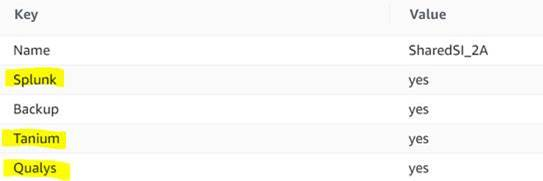 Key Value
Name SharedSI_2A
Splunk yes
Backup yes
Tanium yes
Qualys yes